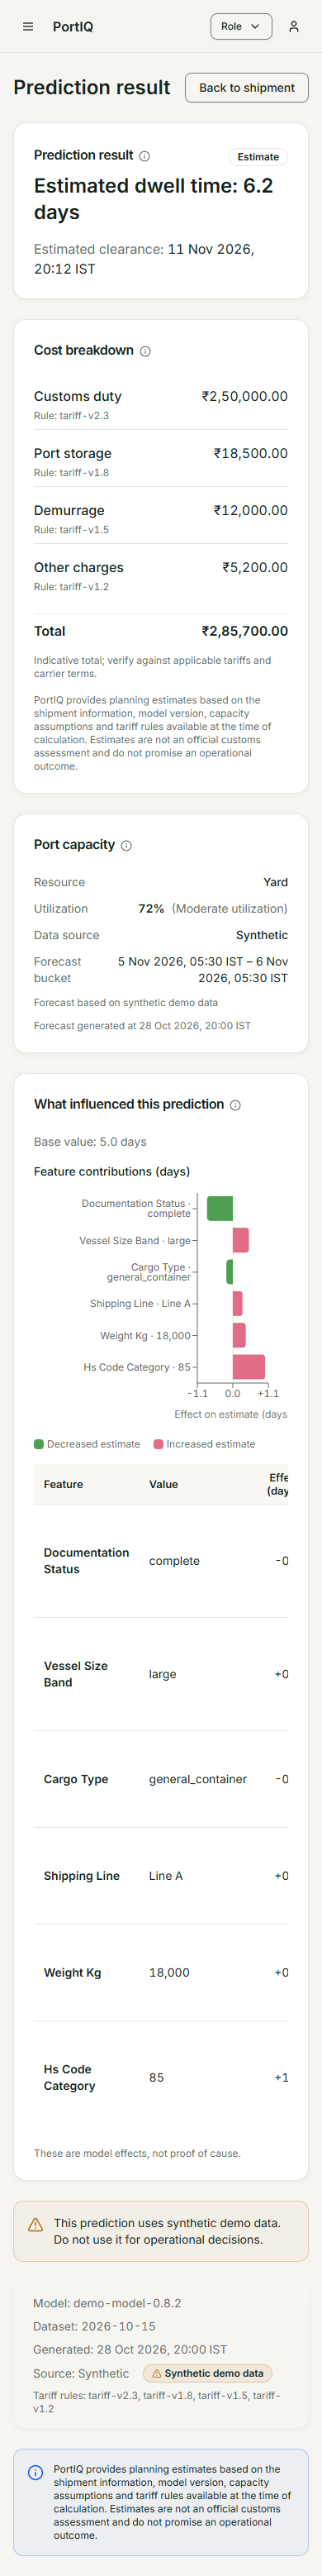 PortIQ
Role
Prediction result
Back to shipment
Prediction result
Estimate
Estimated dwell time: 6.2
days
Estimated clearance: 11 Nov 2026,
20:12 IST
Cost breakdown
Customs duty ₹2,50,000.00
Rule: tariff-v2.3
Port storage ₹18,500.00
Rule: tariff-v1.8
Demurrage ₹12,000.00
Rule: tariff-v1.5
Other charges ₹5,200.00
Rule: tariff-v1.2
Total ₹2,85,700.00
Indicative total; verify against applicable tariffs and
carrier terms.
PortIQ provides planning estimates based on the
shipment information, model version, capacity
assumptions and tariff rules available at the time of
calculation. Estimates are not an official customs
assessment and do not promise an operational
outcome.
Port capacity
Resource Yard
Utilization 72% (Moderate utilization)
Data source Synthetic
Forecast 5 Nov 2026, 05:30 IST – 6 Nov
bucket 2026, 05:30 IST
Forecast based on synthetic demo data
Forecast generated at 28 Oct 2026, 20:00 IST
What influenced this prediction
Base value: 5.0 days
Feature contributions (days)
Documentation Status ·
complete
Vessel Size Band · large
Cargo Type ·
general_container
Shipping Line · Line A
Weight Kg · 18,000
Hs Code Category · 85
-1.1 0.0 +1.1
Effect on estimate (days
Decreased estimate Increased estimate
Feature Value Effe
(day
Documentation
Status complete -0
Vessel Size
Band large +0
Cargo Type general_container -0
Shipping Line Line A +0
Weight Kg 18,000 +0
Hs Code
Category 85 +1
These are model effects, not proof of cause.
This prediction uses synthetic demo data.
Do not use it for operational decisions.
Model: demo-model-0.8.2
Dataset: 2026-10-15
Generated: 28 Oct 2026, 20:00 IST
Source: Synthetic Synthetic demo data
Tariff rules: tariff-v2.3, tariff-v1.8, tariff-v1.5, tariff-
v1.2
PortIQ provides planning estimates based on the
shipment information, model version, capacity
assumptions and tariff rules available at the time of
calculation. Estimates are not an official customs
assessment and do not promise an operational
outcome.